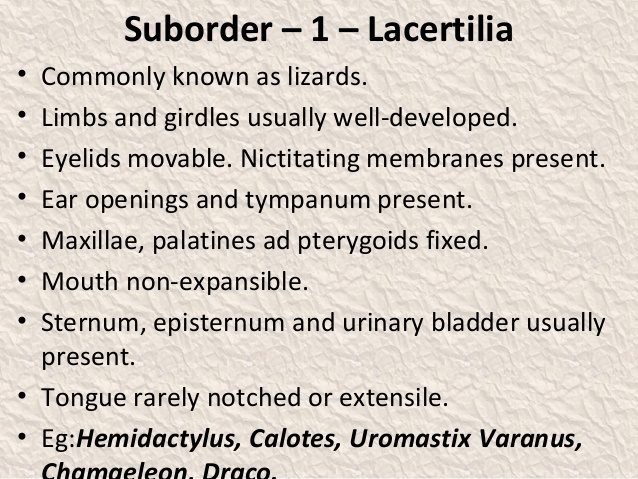 Suborder – 1 – Lacertilia
• Commonly known as lizards.
• Limbs and girdles usually well-developed.
• Eyelids movable. Nictitating membranes present.
• Ear openings and tympanum present.
• Maxillae, palatines ad pterygoids fixed.
• Mouth non-expansible.
• Sternum, episternum and urinary bladder usually
present.
• Tongue rarely notched or extensile.
• Eg:Hemidactylus, Calotes, Uromastix Varanus,
Chamaeleon, Draco.